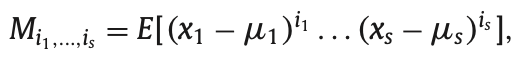 M_{i_1,...,i_s} = E[(x_1 − μ_1)^{i_1} . . . (x_s − μ_s)^{i_s}],